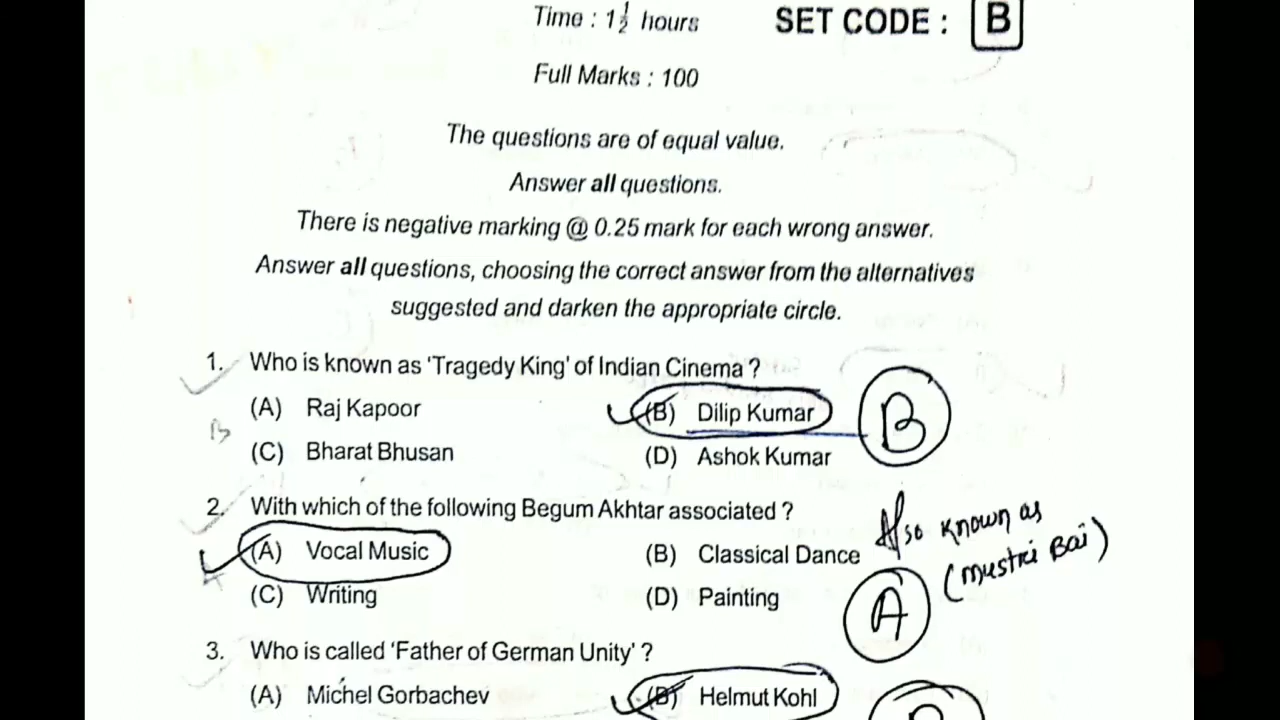 Time : 1 1/2 hours SET CODE : B
Full Marks : 100
The questions are of equal value.
Answer all questions.
There is negative marking @ 0.25 mark for each wrong answer.
Answer all questions, choosing the correct answer from the alternatives
suggested and darken the appropriate circle.
1. Who is known as 'Tragedy King' of Indian Cinema ?
(A) Raj Kapoor (B) Dilip Kumar B
B
(C) Bharat Bhusan (D) Ashok Kumar
2. With which of the following Begum Akhtar associated ?
Also known as
(A) Vocal Music (B) Classical Dance
(Mustri Bai)
(C) Writing (D) Painting A
3. Who is called 'Father of German Unity' ?
(A) Michel Gorbachev (B) Helmut Kohl